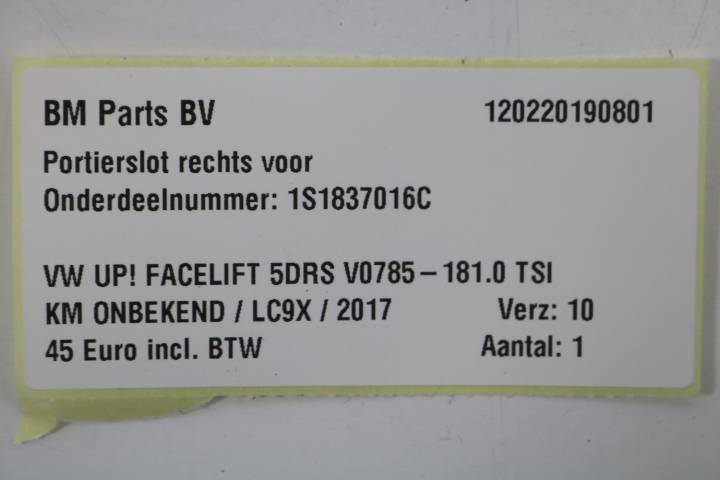 BM Parts BV 120220190801
Portierslot rechts voor
Onderdeelnummer: 1S1837016C
VW UP! FACELIFT 5DRS V0785-181.0 TSI
KM ONBEKEND / LC9X / 2017 Verz: 10
45 Euro incl. BTW Aantal: 1